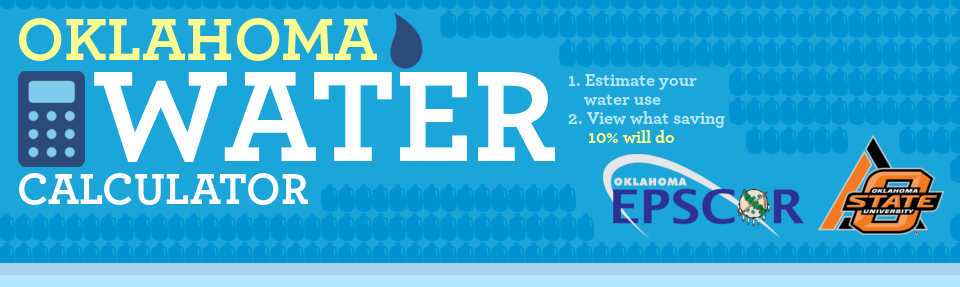 OKLAHOMA
WATER
CALCULATOR
1. Estimate your
water use
2. View what saving
10% will do
OKLAHOMA
EPSCOR
OKLAHOMA
STATE
UNIVERSITY